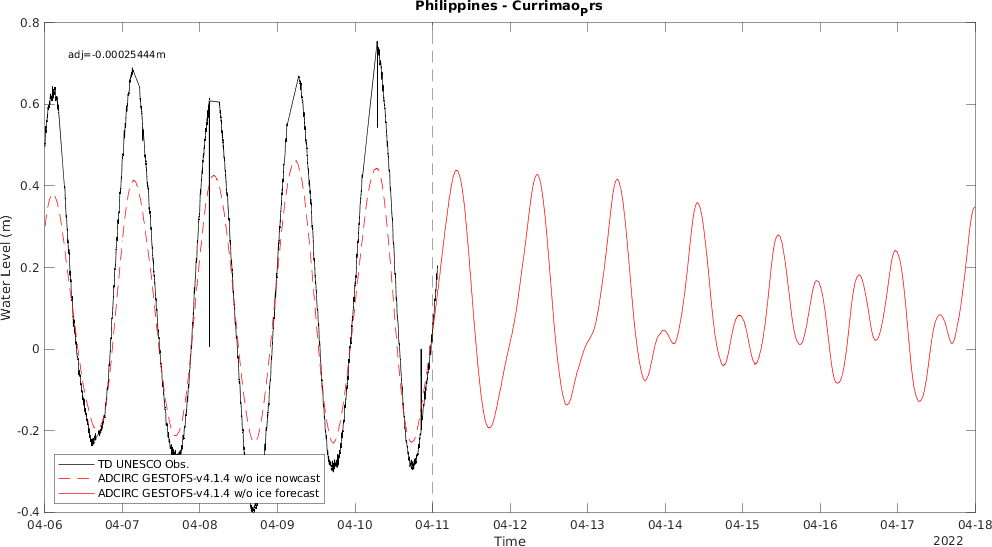 Philippines - Currimaoprs
adj=-0.00025444m
0.8
0.6
0.4
0.2
0
-0.2
-0.4
Water Level (m)
TD UNESCO Obs.
ADCIRC GESTOFS-v4.1.4 w/o ice nowcast
ADCIRC GESTOFS-v4.1.4 w/o ice forecast
04-06 04-07 04-08 04-09 04-10 04-11 04-12 04-13 04-14 04-15 04-16 04-17 04-18
Time
2022